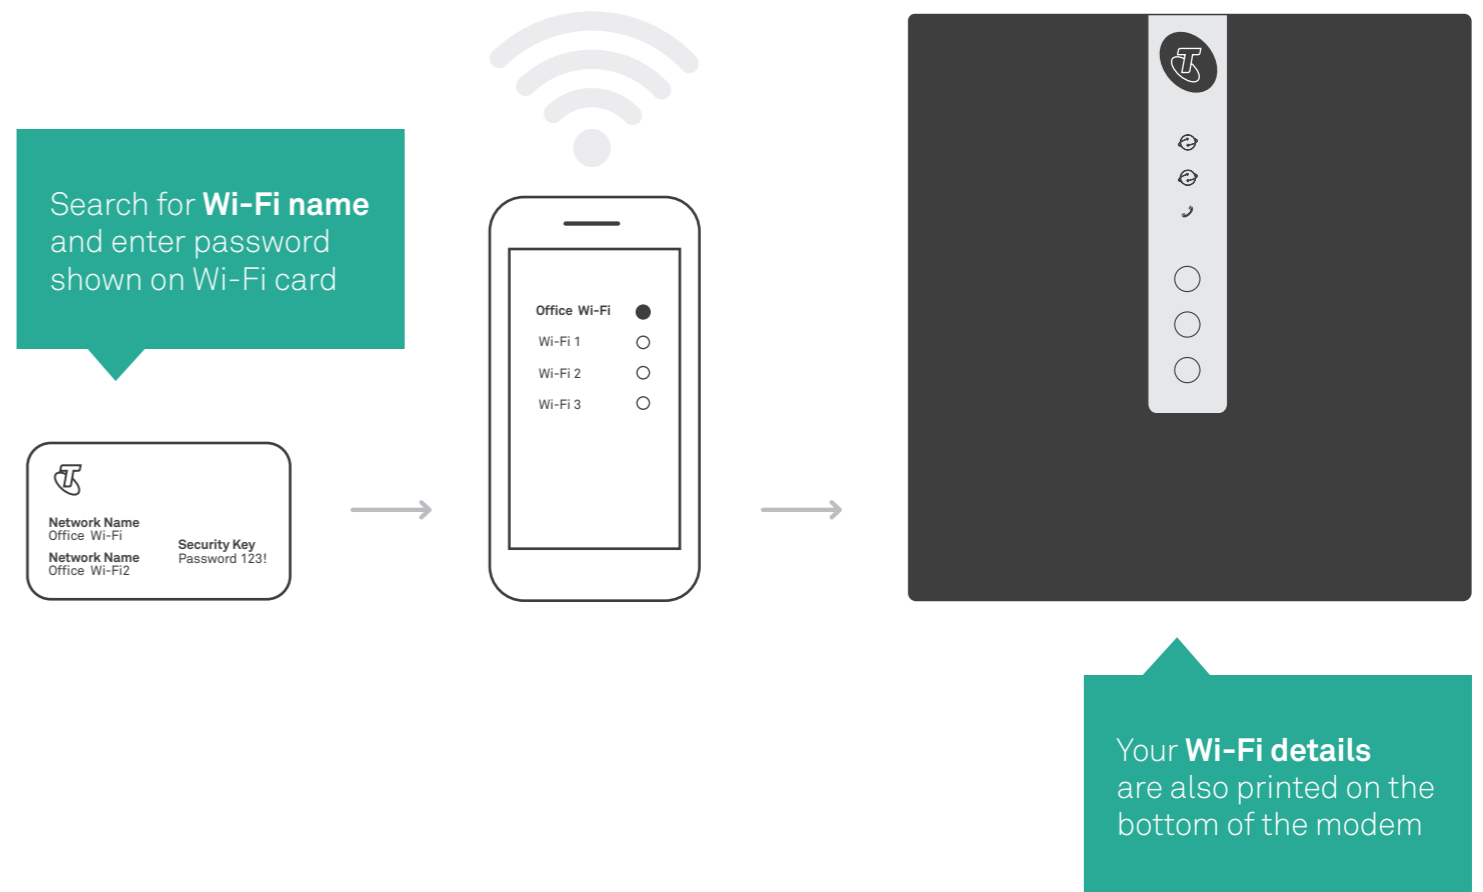 Search for Wi-Fi name
and enter password
shown on Wi-Fi card
Network Name
Office Wi-Fi
Network Name
Office Wi-Fi2
Security Key
Password 123!
Office Wi-Fi
Wi-Fi 1
Wi-Fi 2
Wi-Fi 3
Your Wi-Fi details
are also printed on the
bottom of the modem